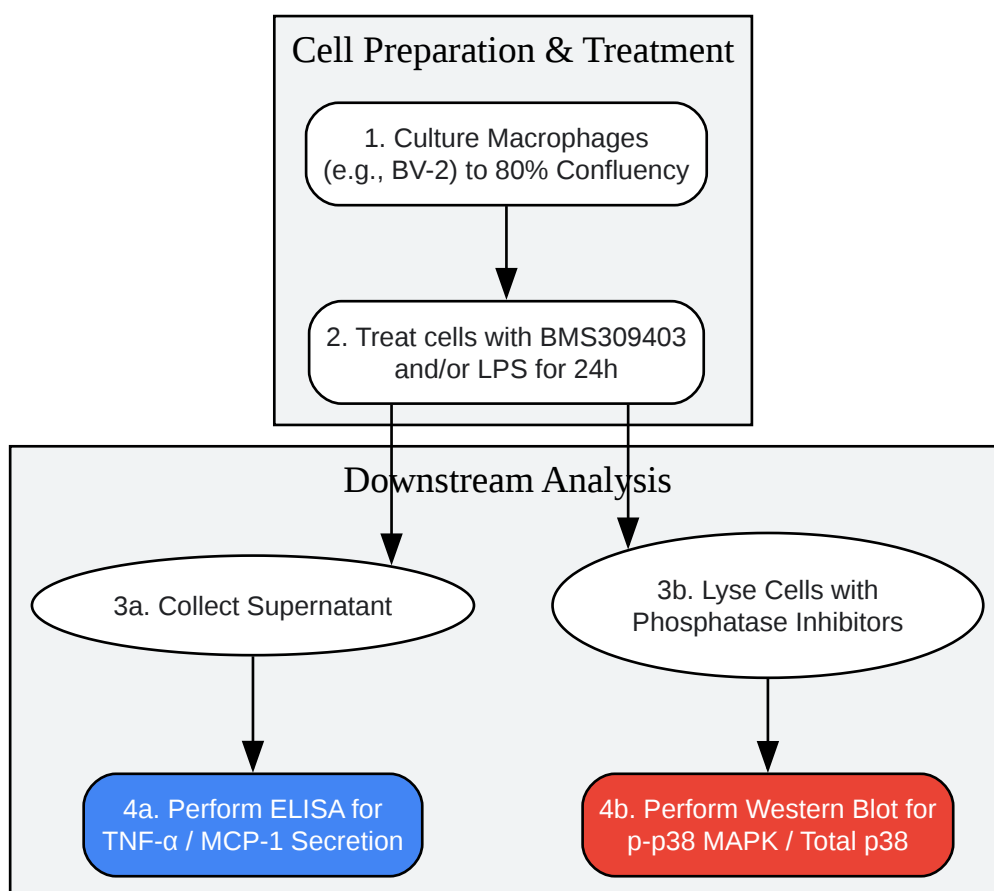 Cell Preparation & Treatment
1. Culture Macrophages
(e.g., BV-2) to 80% Confluency
2. Treat cells with BMS309403
and/or LPS for 24h
Downstream Analysis
3a. Collect Supernatant
3b. Lyse Cells with
Phosphatase Inhibitors
4a. Perform ELISA for
TNF-α / MCP-1 Secretion
4b. Perform Western Blot for
p-p38 MAPK / Total p38